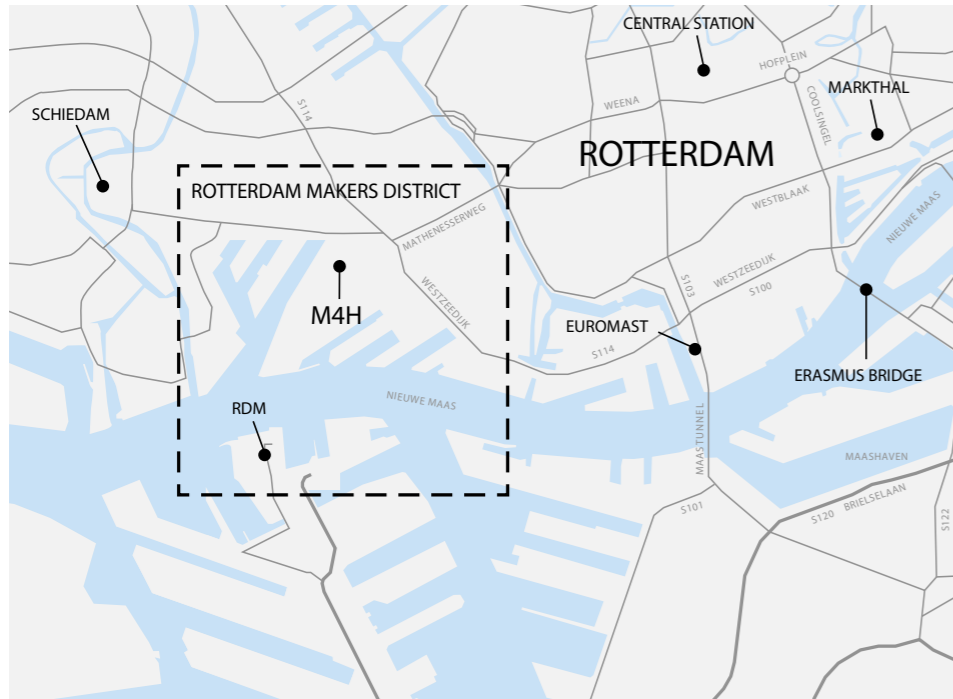 CENTRAL STATION
HOFPLEIN
MARKTHAL
WEENA
COOLSINGEL
SCHIEDAM
S114
ROTTERDAM
ROTTERDAM MAKERS DISTRICT
MATHENESSERWEG
WESTBLAAK
NIEUWE MAAS
M4H
WESTZEEDIJK
S103
WESTZEEDIJK
S100
EUROMAST
S114
ERASMUS BRIDGE
RDM
NIEUWE MAAS
MAASTUNNEL
MAASHAVEN
S101
S120
BRIELSELAAN
S122